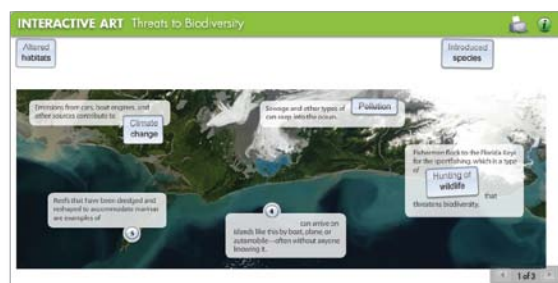 INTERACTIVE ART Threats to Biodiversity
Altered
habitats
Introduced
species
Emissions from cars, boat engines, and
other sources contribute to
Climate
change
Sewage and other types of Pollution
can seep into the ocean.
Fishermen flock to the Florida Keys
for the sportfishing, which is a type
of Hunting of
wildlife that
threatens biodiversity.
Reefs that have been dredged and
reshaped to accommodate marinas
are examples of
5
4
can arrive on
islands like this by boat, plane, or
automobile—often without anyone
knowing it.
1 of 3